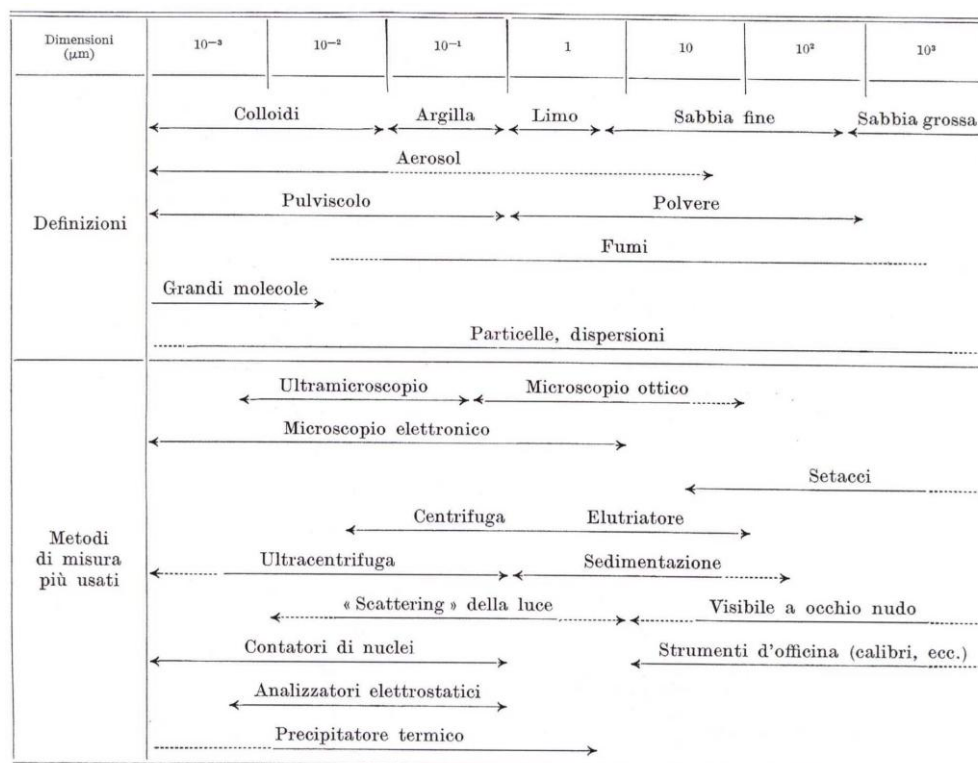 Dimensioni
(μm)
10⁻³ 10⁻² 10⁻¹ 1 10 10² 10³
Colloidi Argilla Limo Sabbia fine Sabbia grossa
Aerosol
Pulviscolo Polvere
Definizioni
Fumi
Grandi molecole
Particelle, dispersioni
Ultramicroscopio Microscopio ottico
Microscopio elettronico
Setacci
Centrifuga Elutriatore
Metodi
di misura
più usati
Ultracentrifuga Sedimentazione
« Scattering » della luce Visibile a occhio nudo
Contatori di nuclei Strumenti d'officina (calibri, ecc.)
Analizzatori elettrostatici
Precipitatore termico